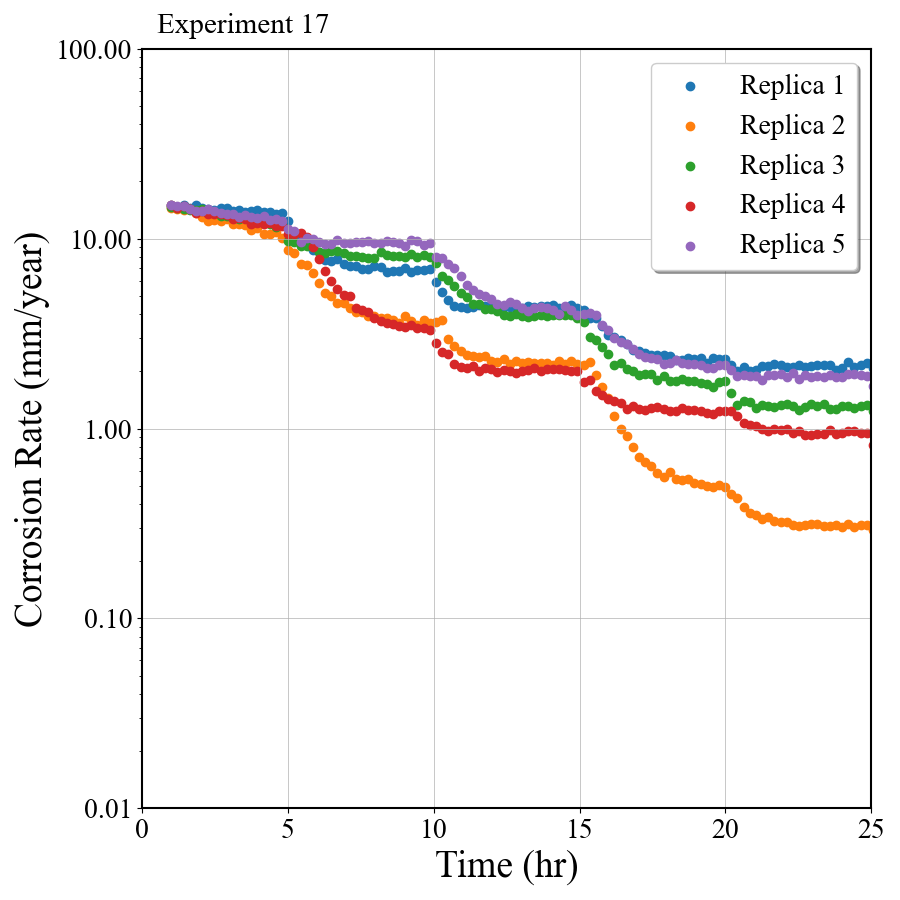 Experiment 17
100.00
10.00
1.00
0.10
0.01
Corrosion Rate (mm/year)
Replica 1
Replica 2
Replica 3
Replica 4
Replica 5
0 5 10 15 20 25
Time (hr)